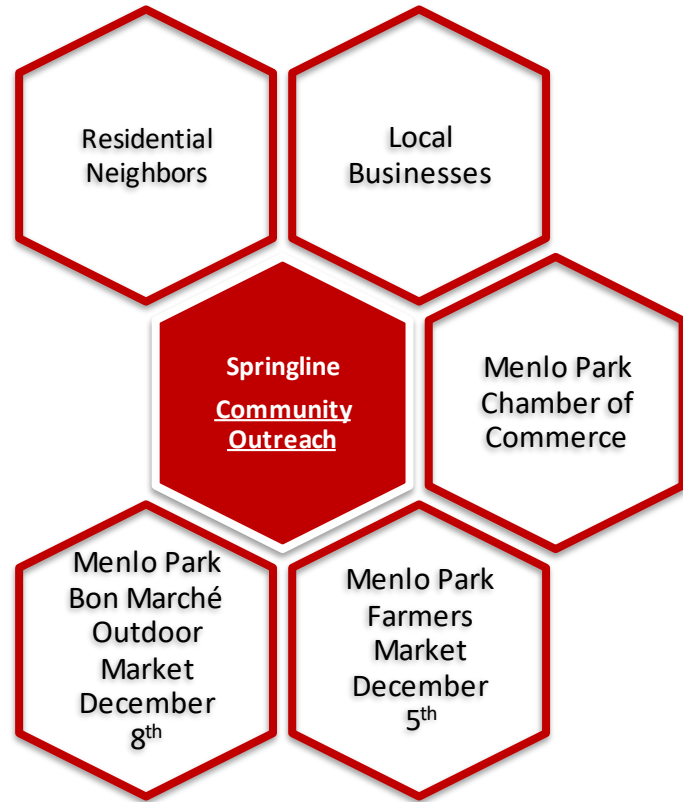 Residential
Neighbors
Local
Businesses
Springline
Community
Outreach
Menlo Park
Chamber of
Commerce
Menlo Park
Bon Marché
Outdoor
Market
December
8th
Menlo Park
Farmers
Market
December
5th